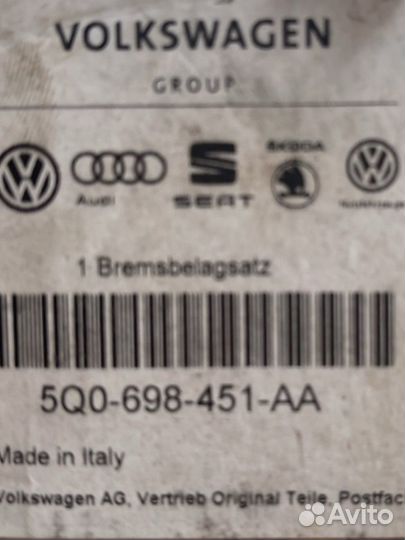 VOLKSWAGEN
GROUP
Audi
SEAT
ŠKODA
1 Bremsbelagsatz
5Q0-698-451-AA
Made in Italy
Volkswagen AG, Vertrieb Original Teile, Postfac
Avito